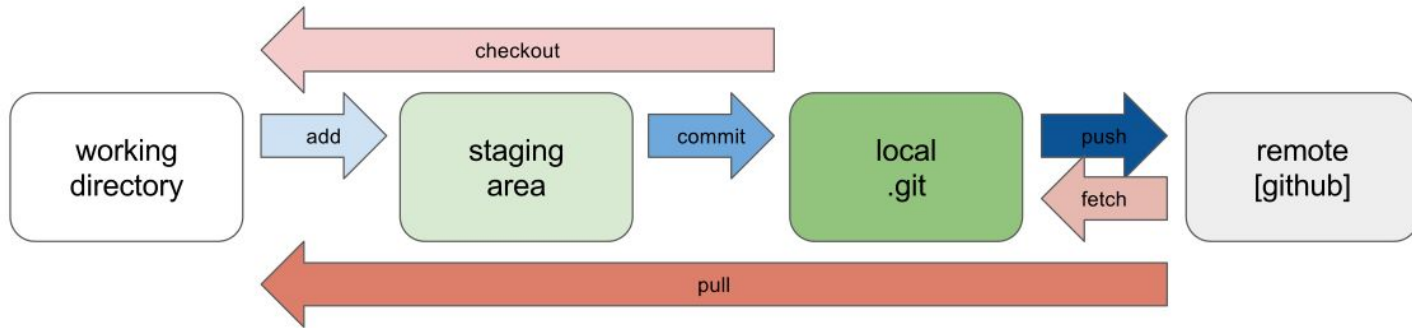 checkout
working
directory
add
staging
area
commit
local
.git
push
fetch
remote
[github]
pull